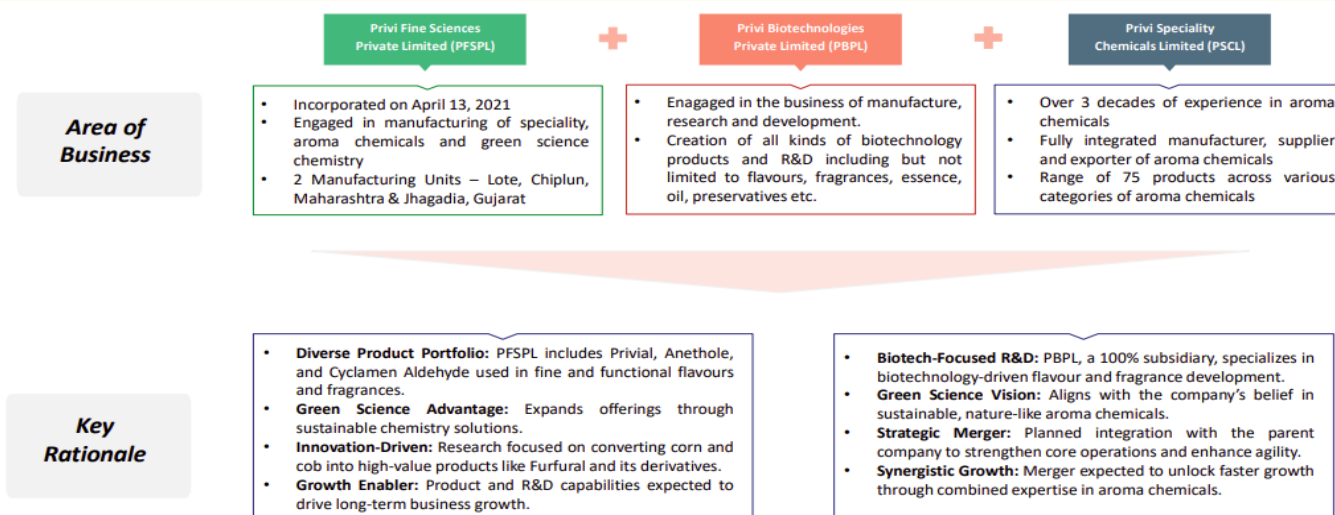 Privi Fine Sciences
Private Limited (PFSPL)
Privi Biotechnologies
Private Limited (PBPL)
Privi Speciality
Chemicals Limited (PSCL)
Area of
Business
• Incorporated on April 13, 2021
• Engaged in manufacturing of speciality,
aroma chemicals and green science
chemistry
• 2 Manufacturing Units – Lote, Chiplun,
Maharashtra & Jhagadia, Gujarat
• Enagaged in the business of manufacture,
research and development.
• Creation of all kinds of biotechnology
products and R&D including but not
limited to flavours, fragrances, essence,
oil, preservatives etc.
• Over 3 decades of experience in aroma
chemicals
• Fully integrated manufacturer, supplier
and exporter of aroma chemicals
• Range of 75 products across various
categories of aroma chemicals
Key
Rationale
• Diverse Product Portfolio: PFSPL includes Privial, Anethole,
and Cyclamen Aldehyde used in fine and functional flavours
and fragrances.
• Green Science Advantage: Expands offerings through
sustainable chemistry solutions.
• Innovation-Driven: Research focused on converting corn and
cob into high-value products like Furfural and its derivatives.
• Growth Enabler: Product and R&D capabilities expected to
drive long-term business growth.
• Biotech-Focused R&D: PBPL, a 100% subsidiary, specializes in
biotechnology-driven flavour and fragrance development.
• Green Science Vision: Aligns with the company's belief in
sustainable, nature-like aroma chemicals.
• Strategic Merger: Planned integration with the parent
company to strengthen core operations and enhance agility.
• Synergistic Growth: Merger expected to unlock faster growth
through combined expertise in aroma chemicals.